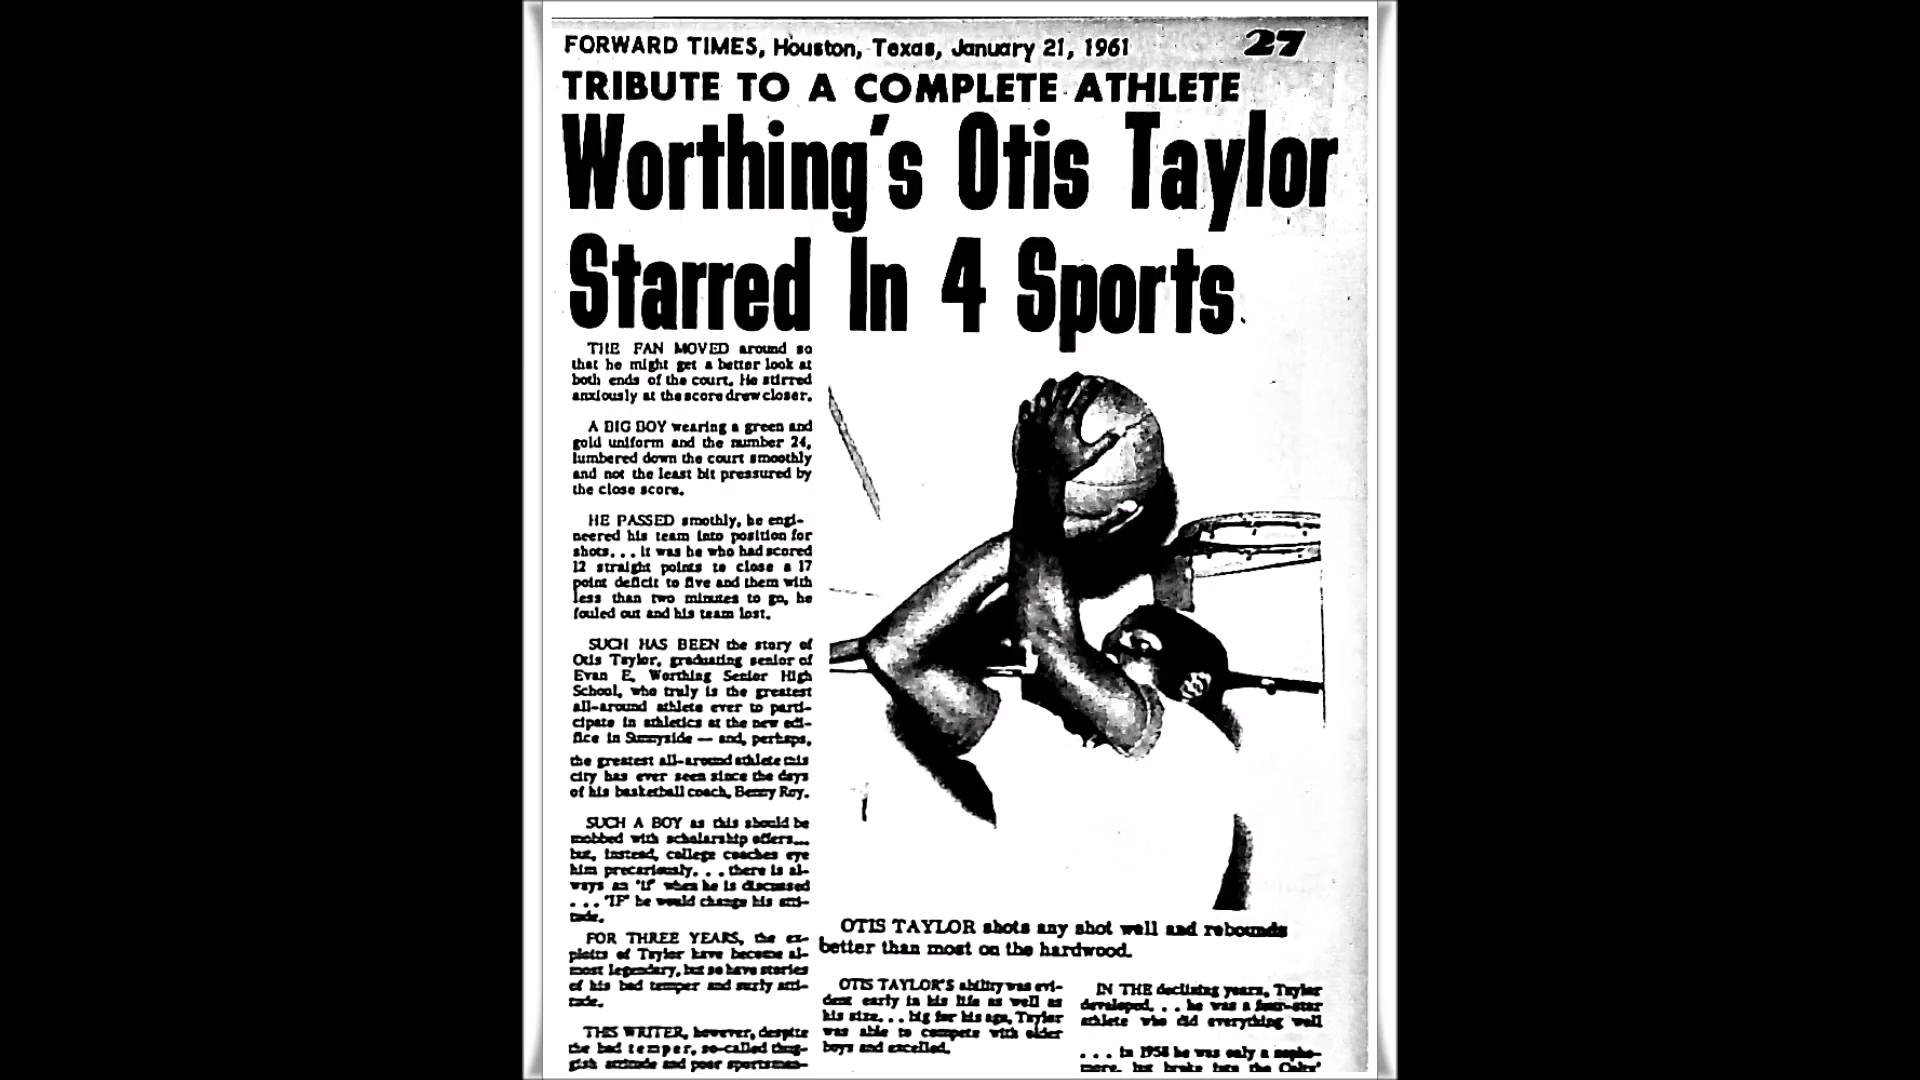 FORWARD TIMES, Houston, Texas, January 21, 1961
27
TRIBUTE TO A COMPLETE ATHLETE
Worthing's Otis Taylor
Starred In 4 Sports
THE FAN MOVED around so
that he might get a better look at
both ends of the court. He stirred
anxiously at the score drew closer.
A BIG BOY wearing a green and
gold uniform and the number 24,
lumbered down the court smoothly
and not the least bit pressured by
the close score.
HE PASSED smothly, he engi-
neered his team into position for
shots... it was he who had scored
12 straight points to close a 17
point deficit to five and them with
less than two minutes to go, he
fouled out and his team lost.
SUCH HAS BEEN the story of
Otis Taylor, graduating senior of
Evan E. Worthing Senior High
School, who truly is the greatest
all-around athlete ever to parti-
cipate in athletics at the new edi-
fice in Sunnyside — and, perhaps,
the greatest all-around athlete this
city has ever seen since the days
of his basketball coach, Benny Roy.
SUCH A BOY as this should be
mobbed with scholarship offers...
but, instead, college coaches eye
him precariously. . . there is al-
ways an "if" when he is discussed
. . . "IF" he would change his atti-
tude.
FOR THREE YEARS, the ex-
ploits of Taylor have become al-
most legendary, but so have stories
of his bad temper and surly atti-
tude.
THIS WRITER, however, despite
the bad temper, so-called thug-
gish attitude and poor sportsman-
OTIS TAYLOR shots any shot well and rebounds
better than most on the hardwood.
OTIS TAYLOR'S ability was evi-
dent early in his life as well as
his size. . . big for his age, Taylor
was able to compete with older
boys and excelled.
IN THE declining years, Taylor
developed. . . he was a four-star
athlete who did everything well
. . . in 1958 he was only a sopho-
more, but broke into the Colts'